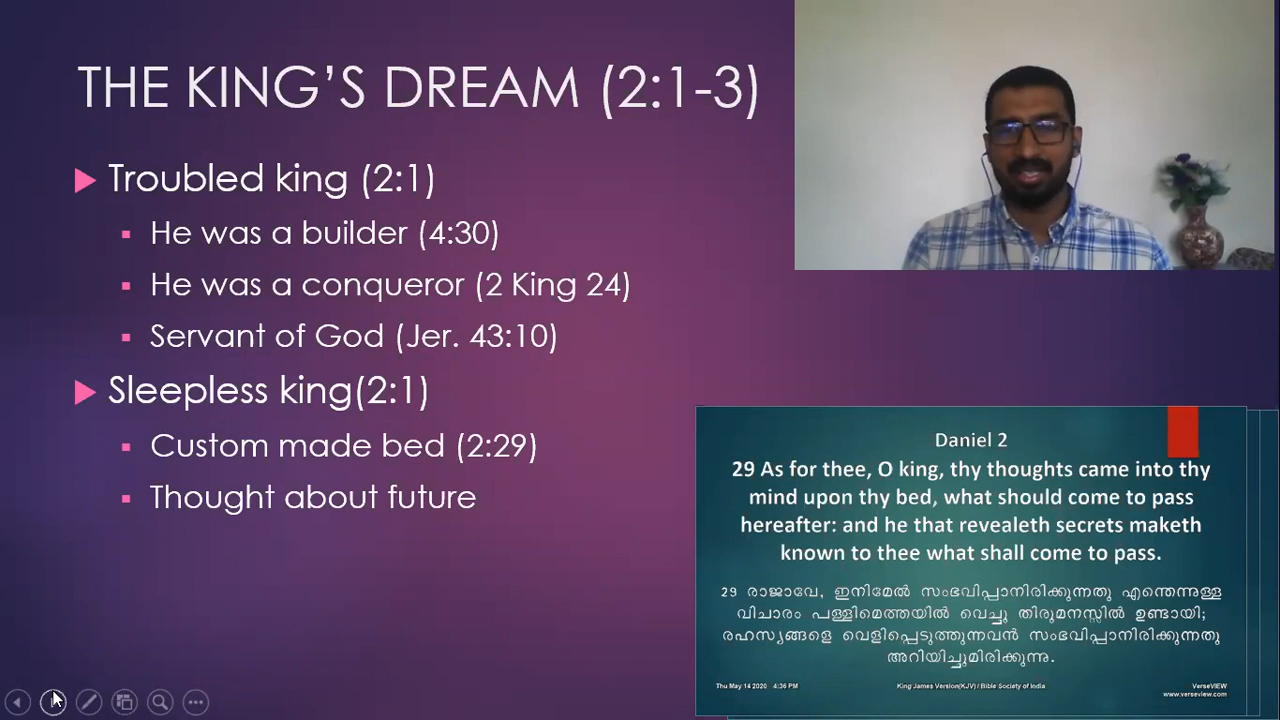 THE KING’S DREAM (2:1-3)
Troubled king (2:1)
He was a builder (4:30)
He was a conqueror (2 King 24)
Servant of God (Jer. 43:10)
Sleepless king(2:1)
Custom made bed (2:29)
Thought about future
Daniel 2
29 As for thee, O king, thy thoughts came into thy
mind upon thy bed, what should come to pass
hereafter: and he that revealeth secrets maketh
known to thee what shall come to pass.
29 രാജാവേ, ഇനിമേൽ സംഭവിപ്പാനിരിക്കുന്നതു എന്തെന്നുള്ള
വിചാരം പള്ളിമെത്തയിൽ വെച്ചു തിരുമനസ്സിൽ ഉണ്ടായി;
രഹസ്യങ്ങളെ വെളിപ്പെടുത്തുന്നവൻ സംഭവിപ്പാനിരിക്കുന്നതു
അറിയിച്ചുമിരിക്കുന്നു.
Thu May 14 2020 4:36 PM
King James Version(KJV) / Bible Society of India
VerseVIEW
www.verseview.com